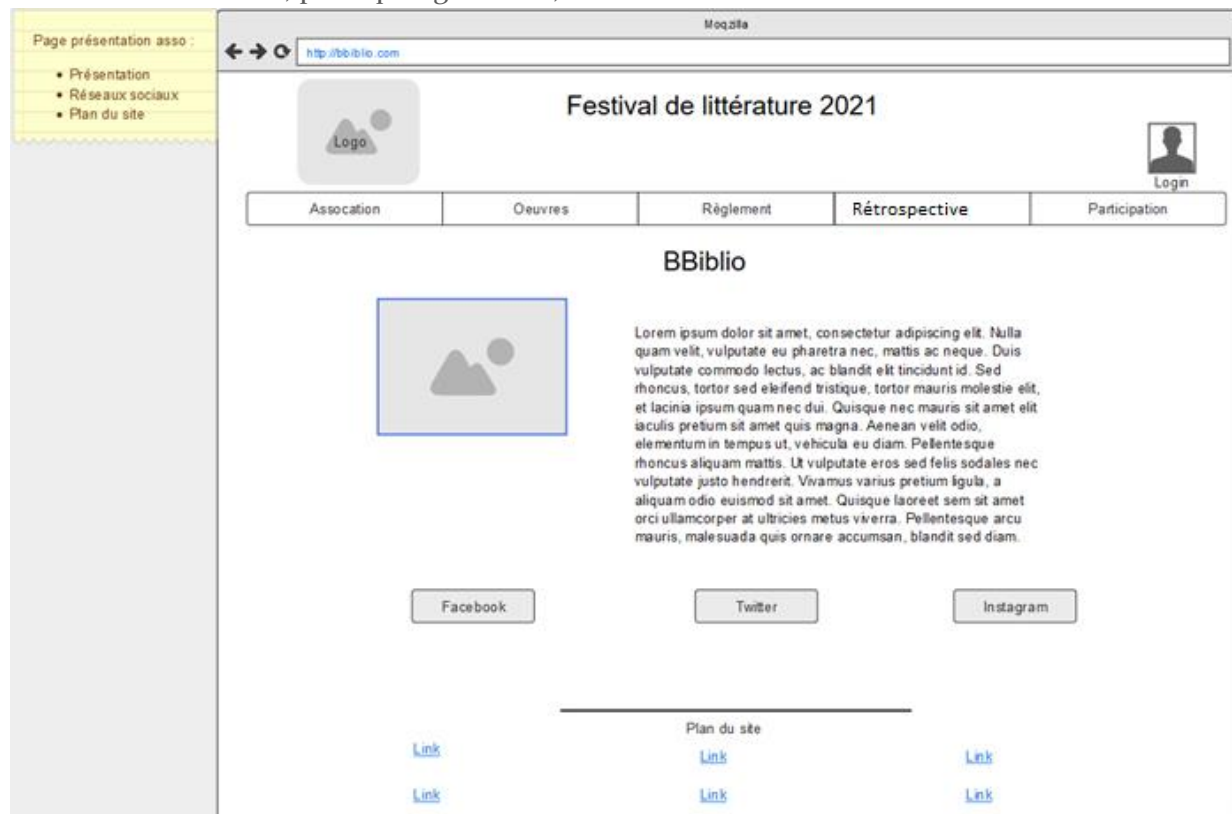 Page présentation asso :
• Présentation
• Réseaux sociaux
• Plan du site
Moqzilla
http://bbiblio.com
Logo
Festival de littérature 2021
Login
Assocation
Oeuvres
Règlement
Rétrospective
Participation
BBiblio
Lorem ipsum dolor sit amet, consectetur adipiscing elit. Nulla
quam velit, vulputate eu pharetra nec, mattis ac neque. Duis
vulputate commodo lectus, ac blandit elit tincidunt id. Sed
rhoncus, tortor sed eleifend tristique, tortor mauris molestie elit,
et lacinia ipsum quam nec dui. Quisque nec mauris sit amet elit
iaculis pretium sit amet quis magna. Aenean velit odio,
elementum in tempus ut, vehicula eu diam. Pellentesque
rhoncus aliquam mattis. Ut vulputate eros sed felis sodales nec
vulputate justo hendrerit. Vivamus varius pretium ligula, a
aliquam odio euismod sit amet. Quisque laoreet sem sit amet
orci ullamcorper at ultricies metus viverra. Pellentesque arcu
mauris, malesuada quis ornare accumsan, blandit sed diam.
Facebook
Twitter
Instagram
Plan du site
Link
Link
Link
Link
Link
Link